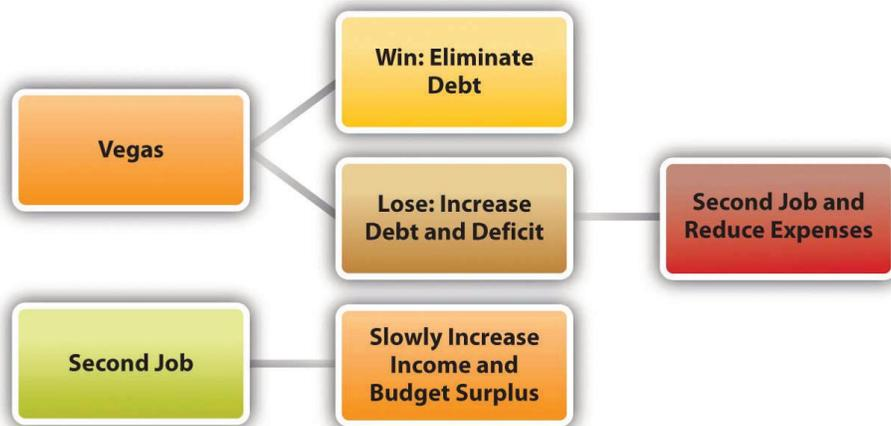 Win: Eliminate
Debt
Vegas
Lose: Increase
Debt and Deficit
Second Job and
Reduce Expenses
Second Job
Slowly Increase
Income and
Budget Surplus